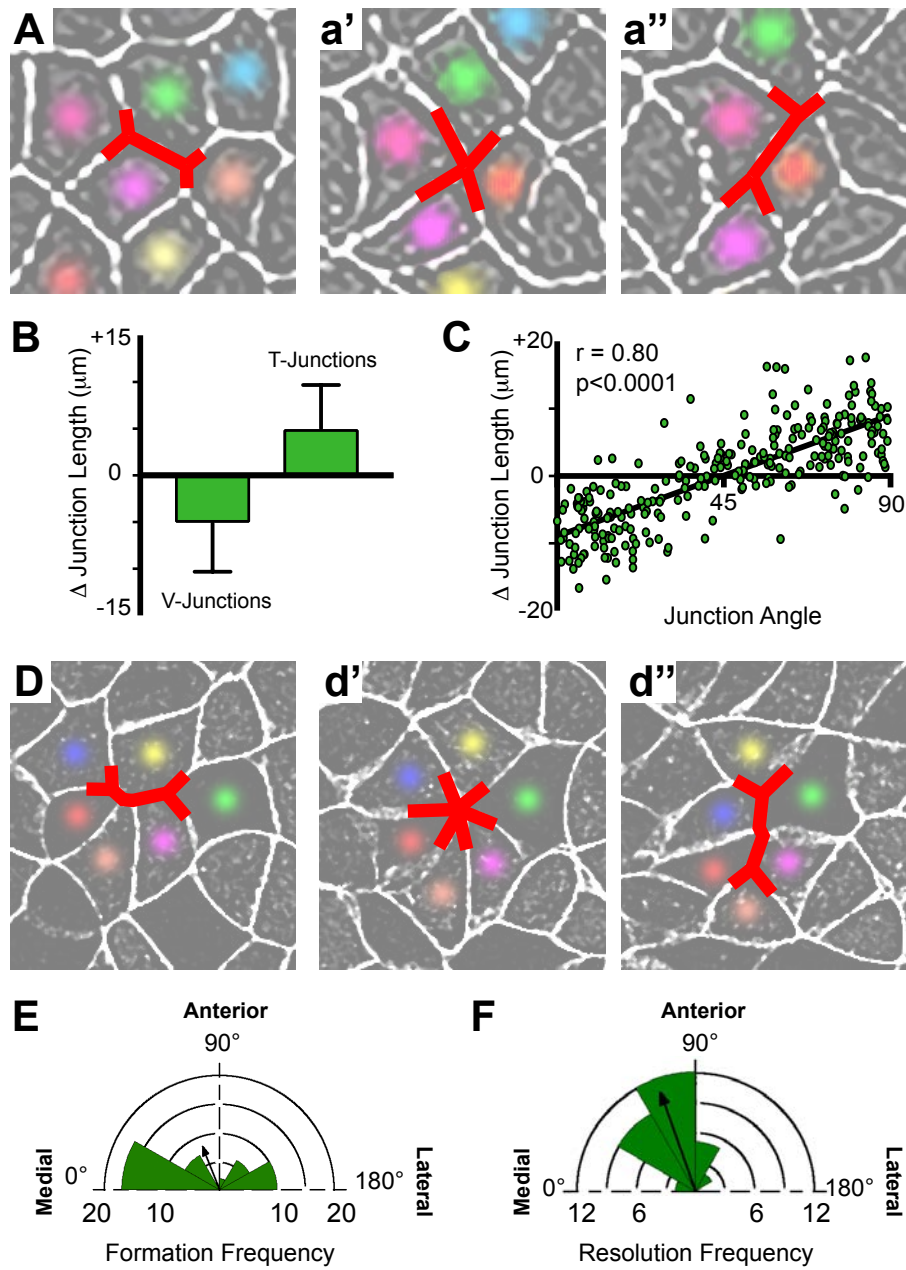 A
a'
a''
B
+15
0
-15
Δ Junction Length (μm)
T-Junctions
V-Junctions
C
+20
0
-20
Δ Junction Length (μm)
r = 0.80
p<0.0001
45
90
Junction Angle
D
d'
d''
E
Anterior
90°
Medial
0°
180°
Lateral
20 10 10 20
Formation Frequency
F
Anterior
90°
Medial
0°
180°
Lateral
12 6 6 12
Resolution Frequency